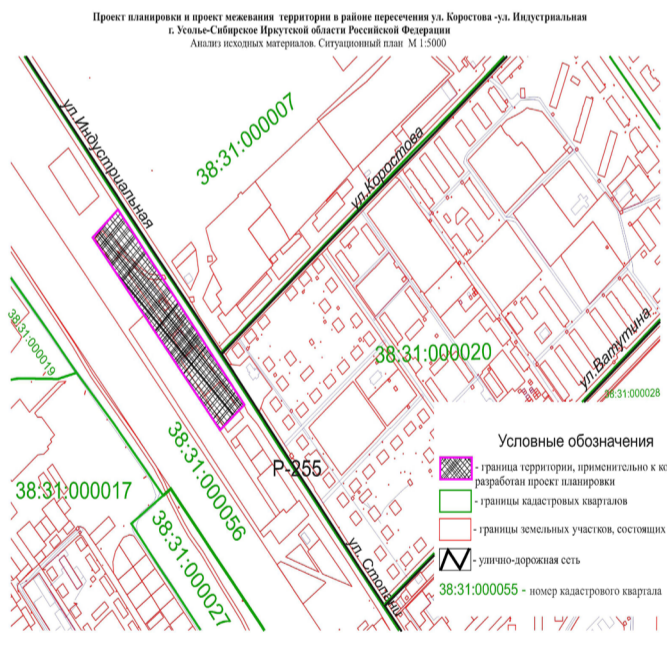 Проект планировки и проект межевания территории в районе пересечения ул. Коростова -ул. Индустриальная
г. Усолье-Сибирское Иркутской области Российской Федерации
Анализ исходных материалов. Ситуационный план М 1:5000
ул.Индустриальная
38:31:000007
ул.Коростова
38:31:000019
38:31:000020
ул.Ватутина
38:31:000028
38:31:000017
38:31:000056
Р-255
38:31:000027
ул. Стопани
Условные обозначения
- граница территории, применительно к ко
разработан проект планировки
- границы кадастровых кварталов
- границы земельных участков, состоящих
- улично-дорожная сеть
38:31:000055 - номер кадастрового квартала